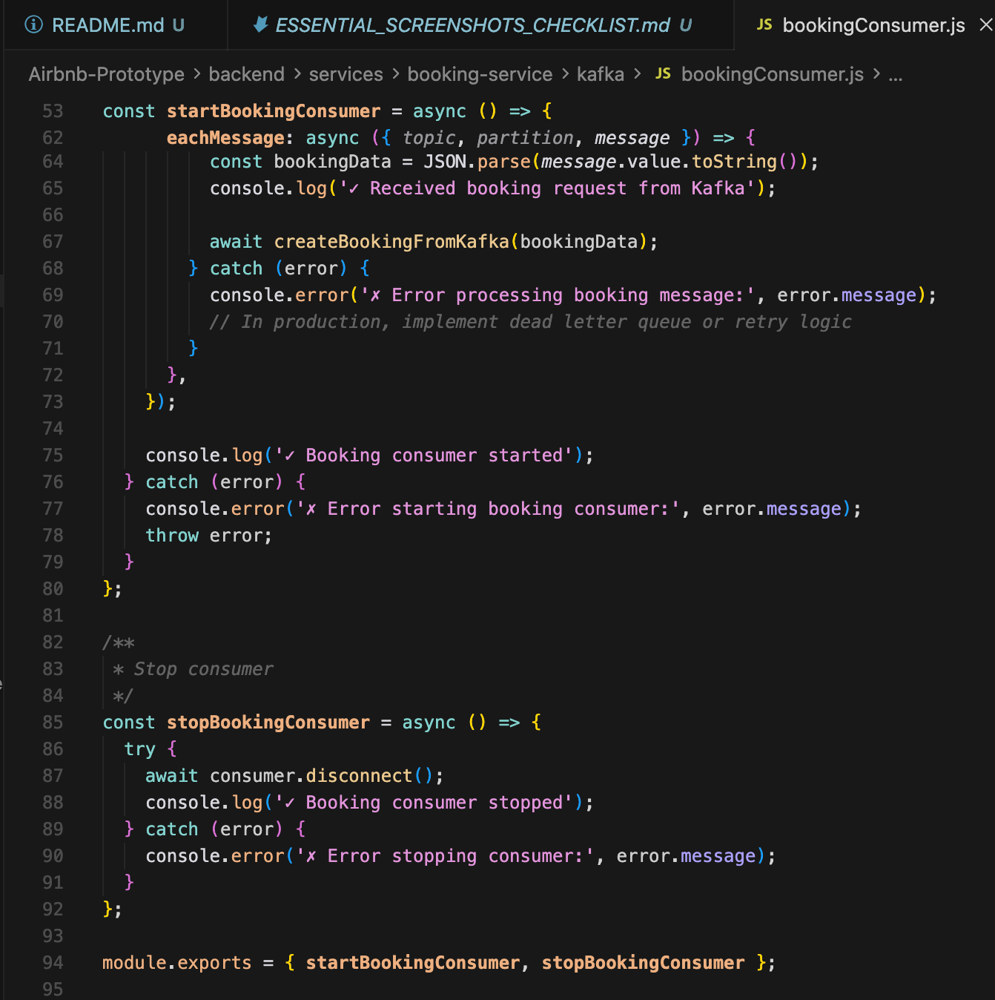 README.md U
ESSENTIAL_SCREENSHOTS_CHECKLIST.md U
JS bookingConsumer.js ×
Airbnb-Prototype > backend > services > booking-service > kafka > JS bookingConsumer.js > ...
53 const startBookingConsumer = async () => {
62 eachMessage: async ({ topic, partition, message }) => {
64 const bookingData = JSON.parse(message.value.toString());
65 console.log('✓ Received booking request from Kafka');
66
67 await createBookingFromKafka(bookingData);
68 } catch (error) {
69 console.error('✗ Error processing booking message:', error.message);
70 // In production, implement dead letter queue or retry logic
71 }
72 },
73 });
74
75 console.log('✓ Booking consumer started');
76 } catch (error) {
77 console.error('✗ Error starting booking consumer:', error.message);
78 throw error;
79 }
80 };
81
82 /**
83 * Stop consumer
84 */
85 const stopBookingConsumer = async () => {
86 try {
87 await consumer.disconnect();
88 console.log('✓ Booking consumer stopped');
89 } catch (error) {
90 console.error('✗ Error stopping consumer:', error.message);
91 }
92 };
93
94 module.exports = { startBookingConsumer, stopBookingConsumer };
95